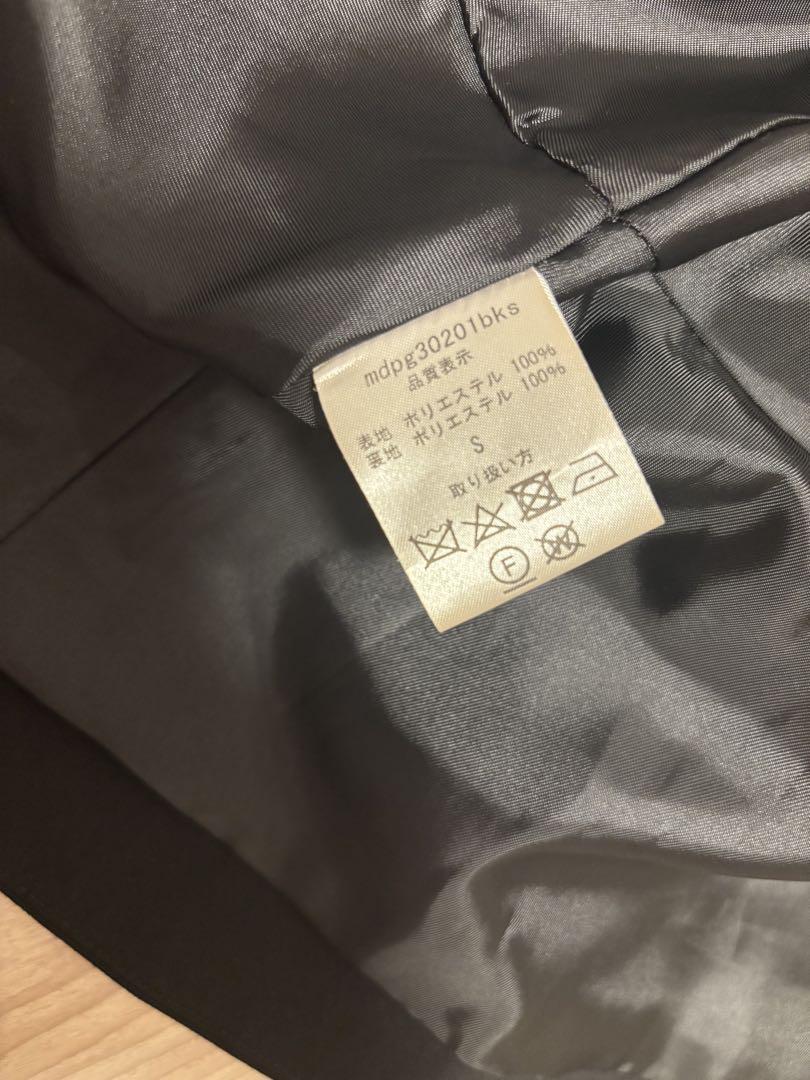 mdpg30201bks
品質表示
表地 ポリエステル 100%
裏地 ポリエステル 100%
S
取り扱い方
F W